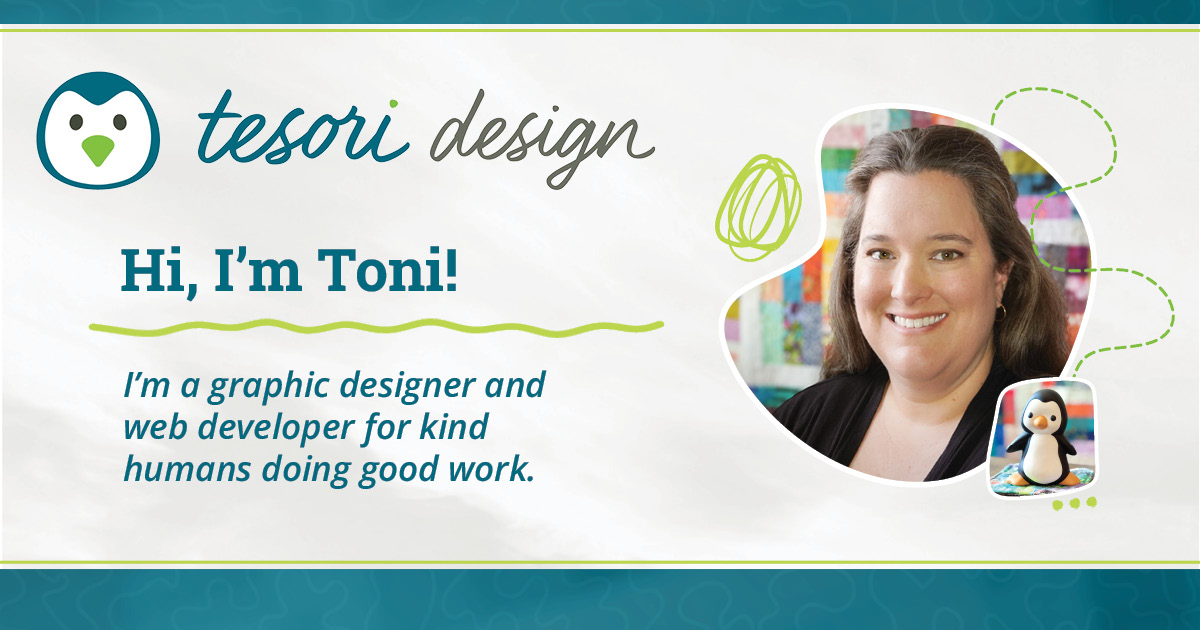 tesori design
Hi, I’m Toni!
I’m a graphic designer and
web developer for kind
humans doing good work.